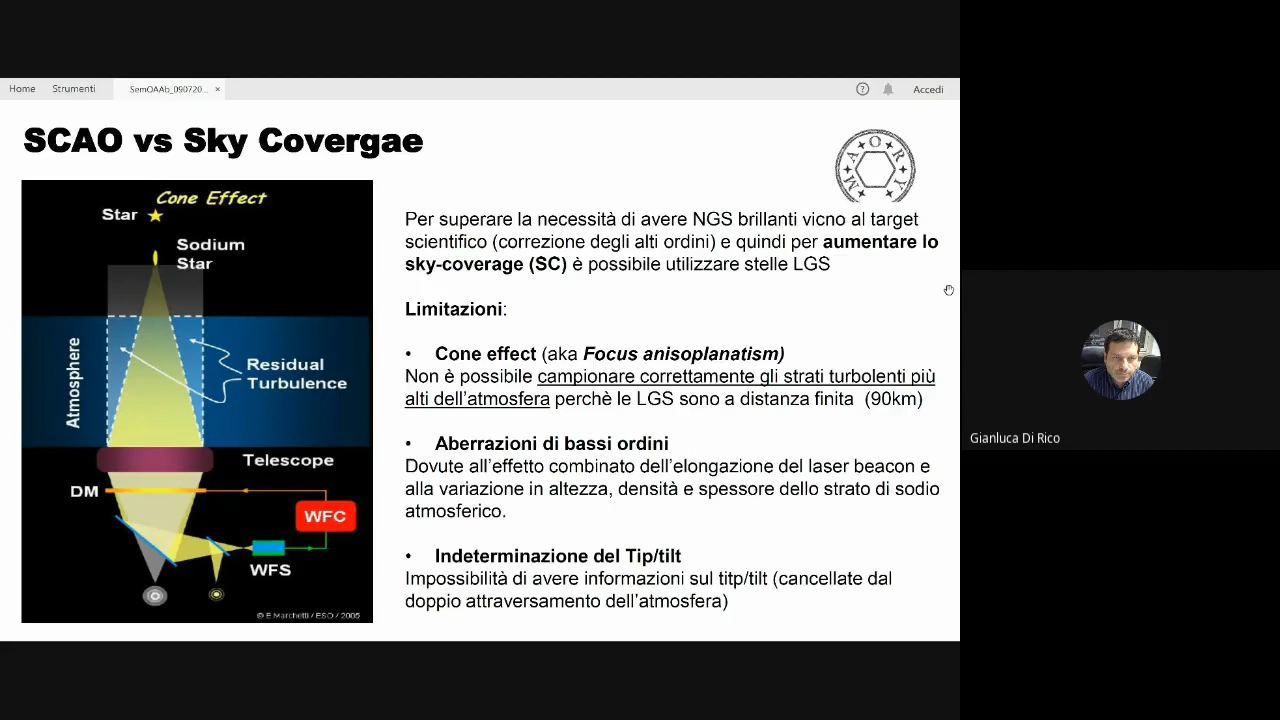 Home Strumenti SemOAAb_090720... × ? Accedi
SCAO vs Sky Covergae
MAORY
Cone Effect
Star
Sodium
Star
Atmosphere
Residual
Turbulence
Telescope
DM
WFC
WFS
© E.Marchetti / ESO / 2005
Per superare la necessità di avere NGS brillanti vicno al target
scientifico (correzione degli alti ordini) e quindi per aumentare lo
sky-coverage (SC) è possibile utilizzare stelle LGS
Limitazioni:
• Cone effect (aka Focus anisoplanatism)
Non è possibile campionare correttamente gli strati turbolenti più
alti dell'atmosfera perchè le LGS sono a distanza finita (90km)
• Aberrazioni di bassi ordini
Dovute all'effetto combinato dell'elongazione del laser beacon e
alla variazione in altezza, densità e spessore dello strato di sodio
atmosferico.
• Indeterminazione del Tip/tilt
Impossibilità di avere informazioni sul titp/tilt (cancellate dal
doppio attraversamento dell'atmosfera)
Gianluca Di Rico